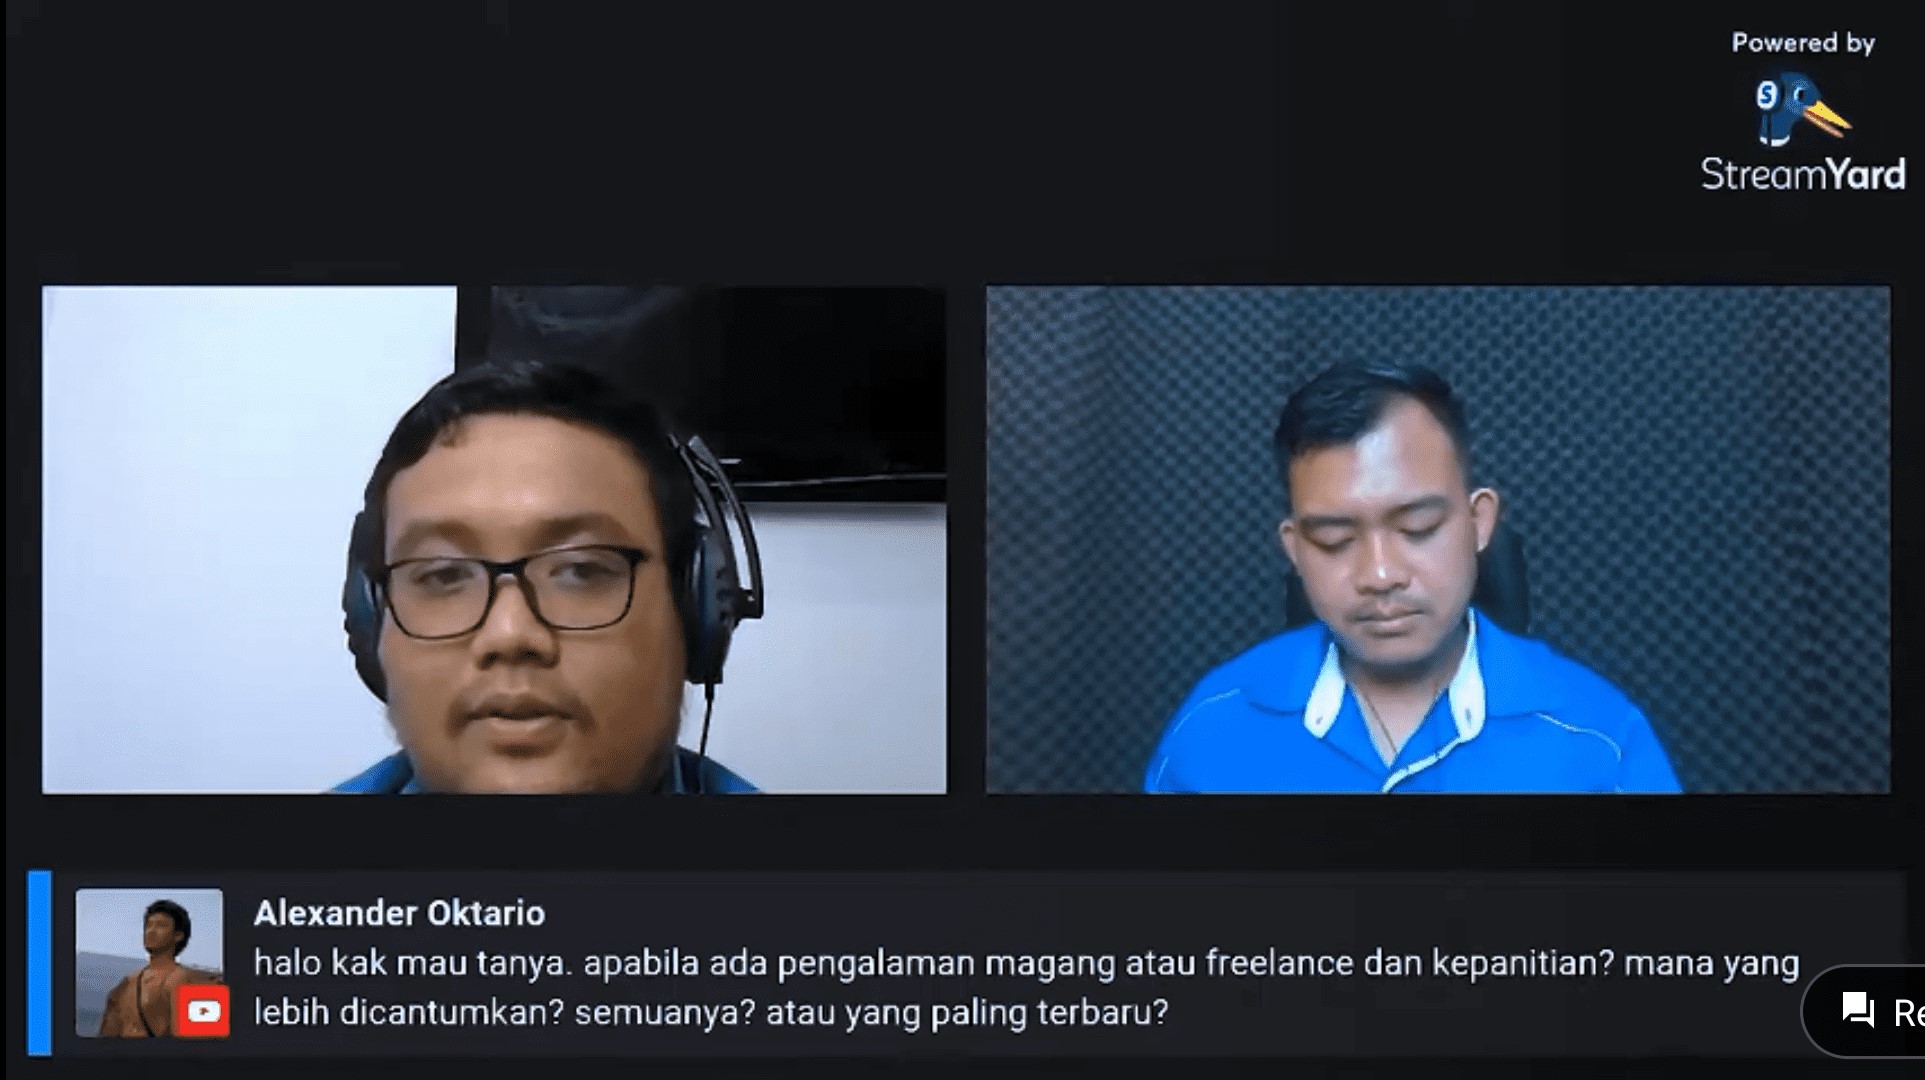 Powered by
S
StreamYard
Alexander Oktario
halo kak mau tanya. apabila ada pengalaman magang atau freelance dan kepanitian? mana yang
lebih dicantumkan? semuanya? atau yang paling terbaru?
Re